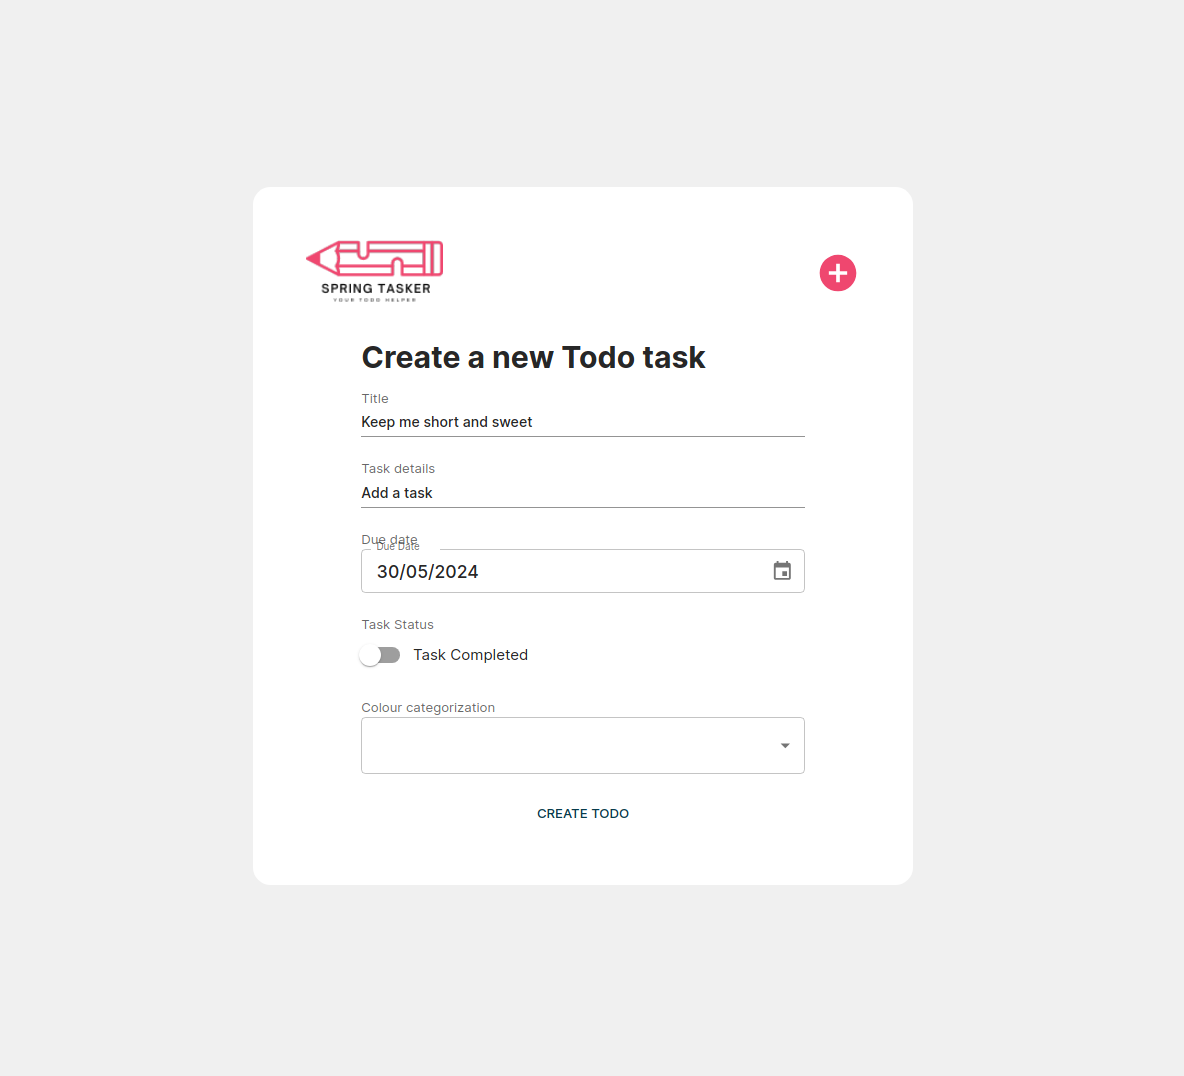 SPRING TASKER
YOUR TODO HELPER
Create a new Todo task
Title
Keep me short and sweet
Task details
Add a task
Due date
Due Date
30/05/2024
Task Status
Task Completed
Colour categorization
CREATE TODO